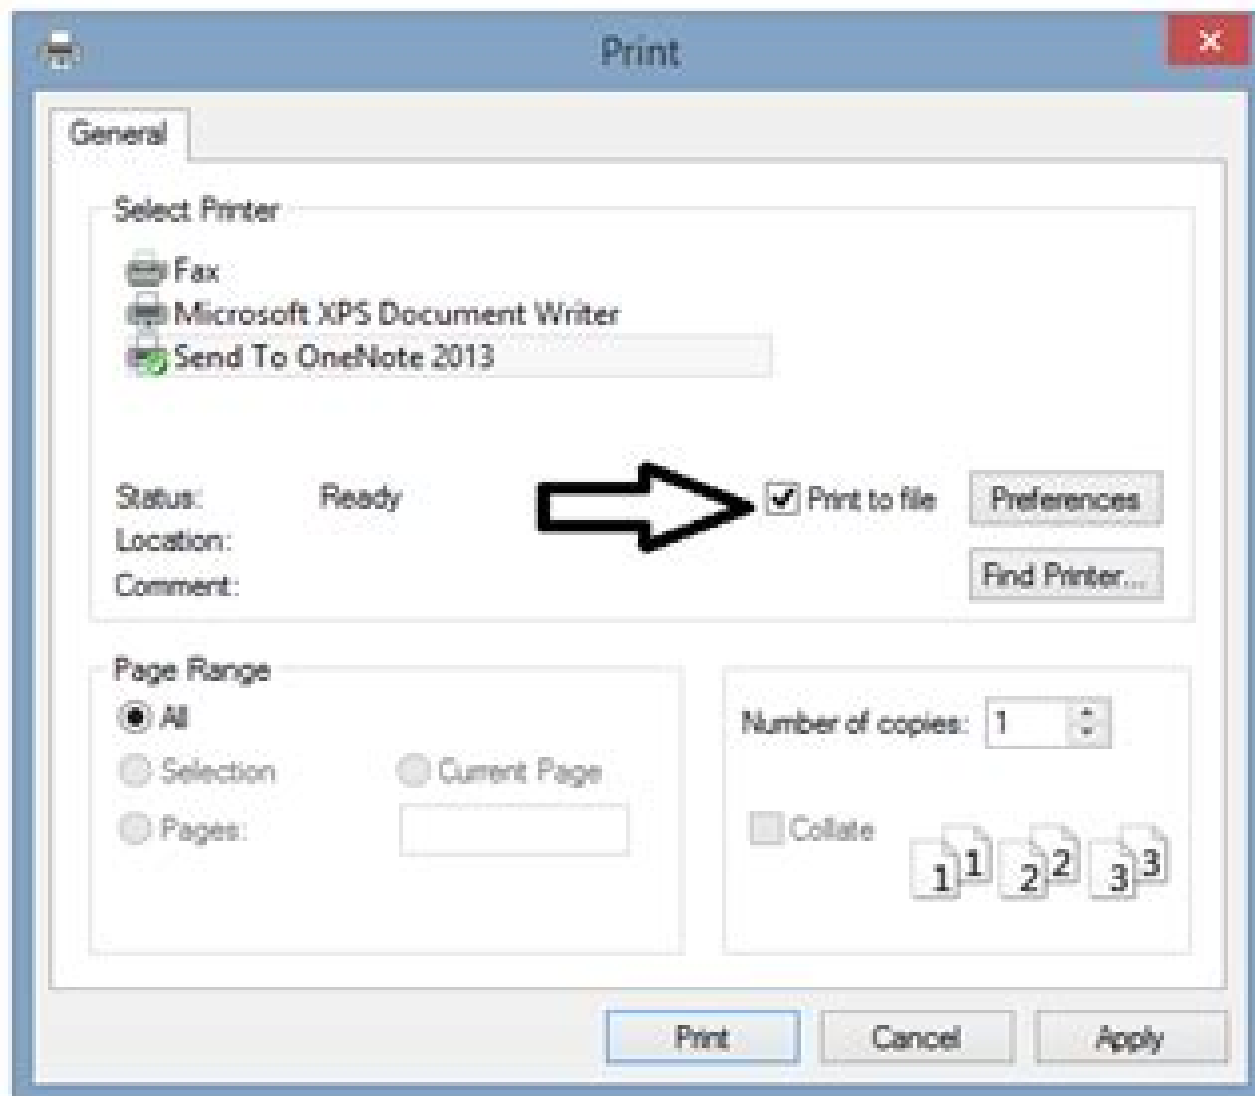 Print
General
Select Printer
Fax
Microsoft XPS Document Writer
Send To OneNote 2013
Status: Ready
Print to file
Preferences
Location:
Comment:
Find Printer...
Page Range
All
Selection
Current Page
Pages:
Number of copies: 1
Collate
1 1 2 2 3 3
Print
Cancel
Apply